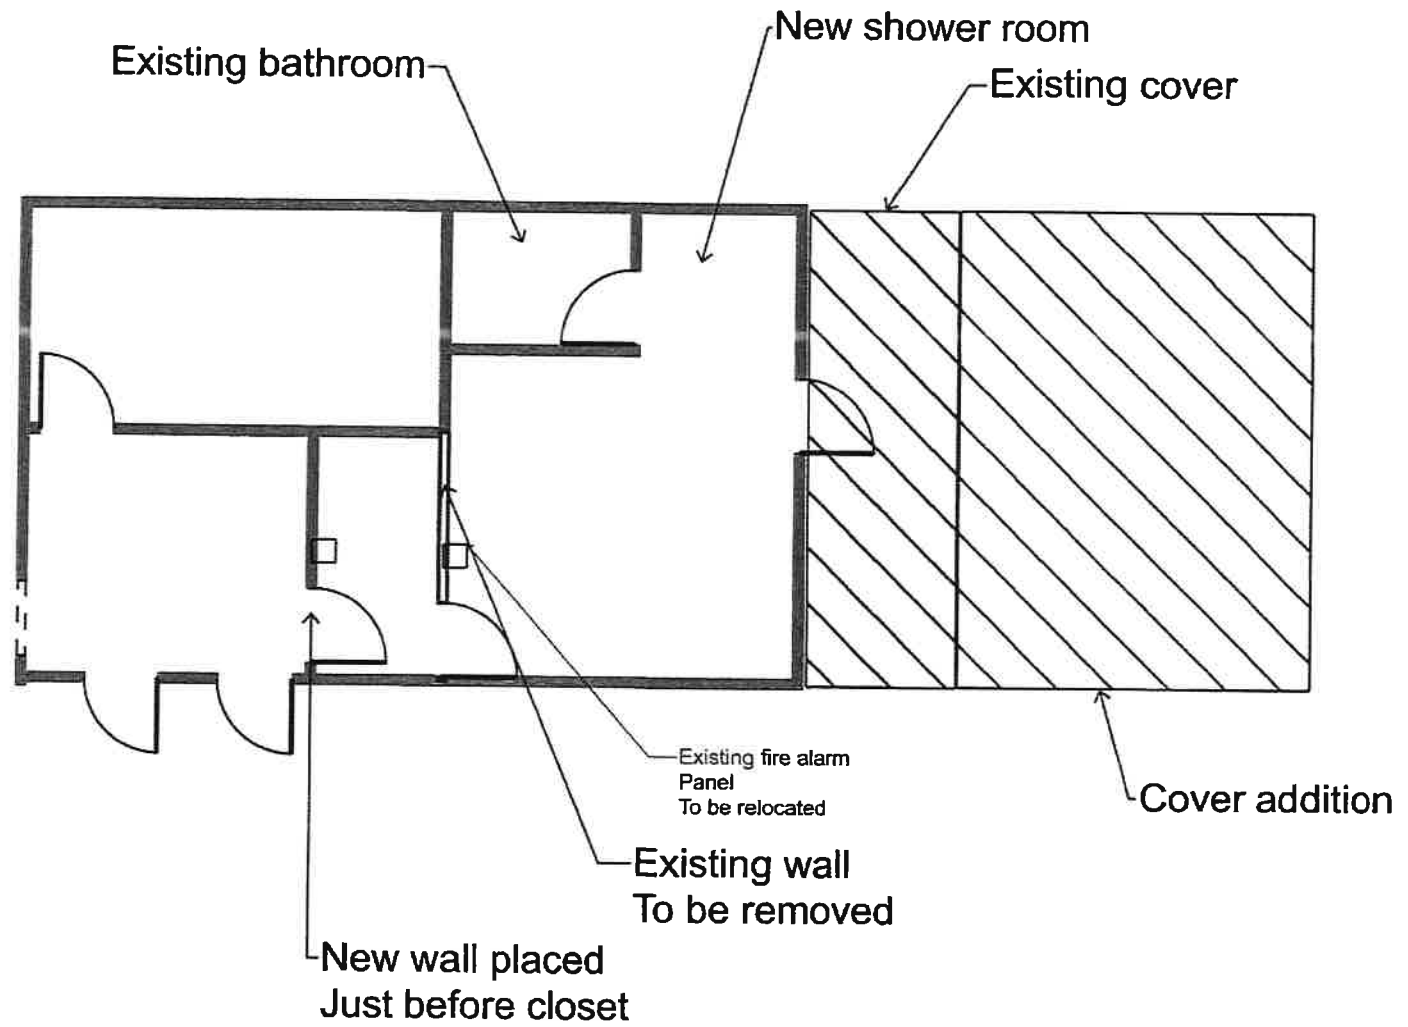 New shower room
Existing bathroom
Existing cover
Existing fire alarm
Panel
To be relocated
Cover addition
Existing wall
To be removed
New wall placed
Just before closet